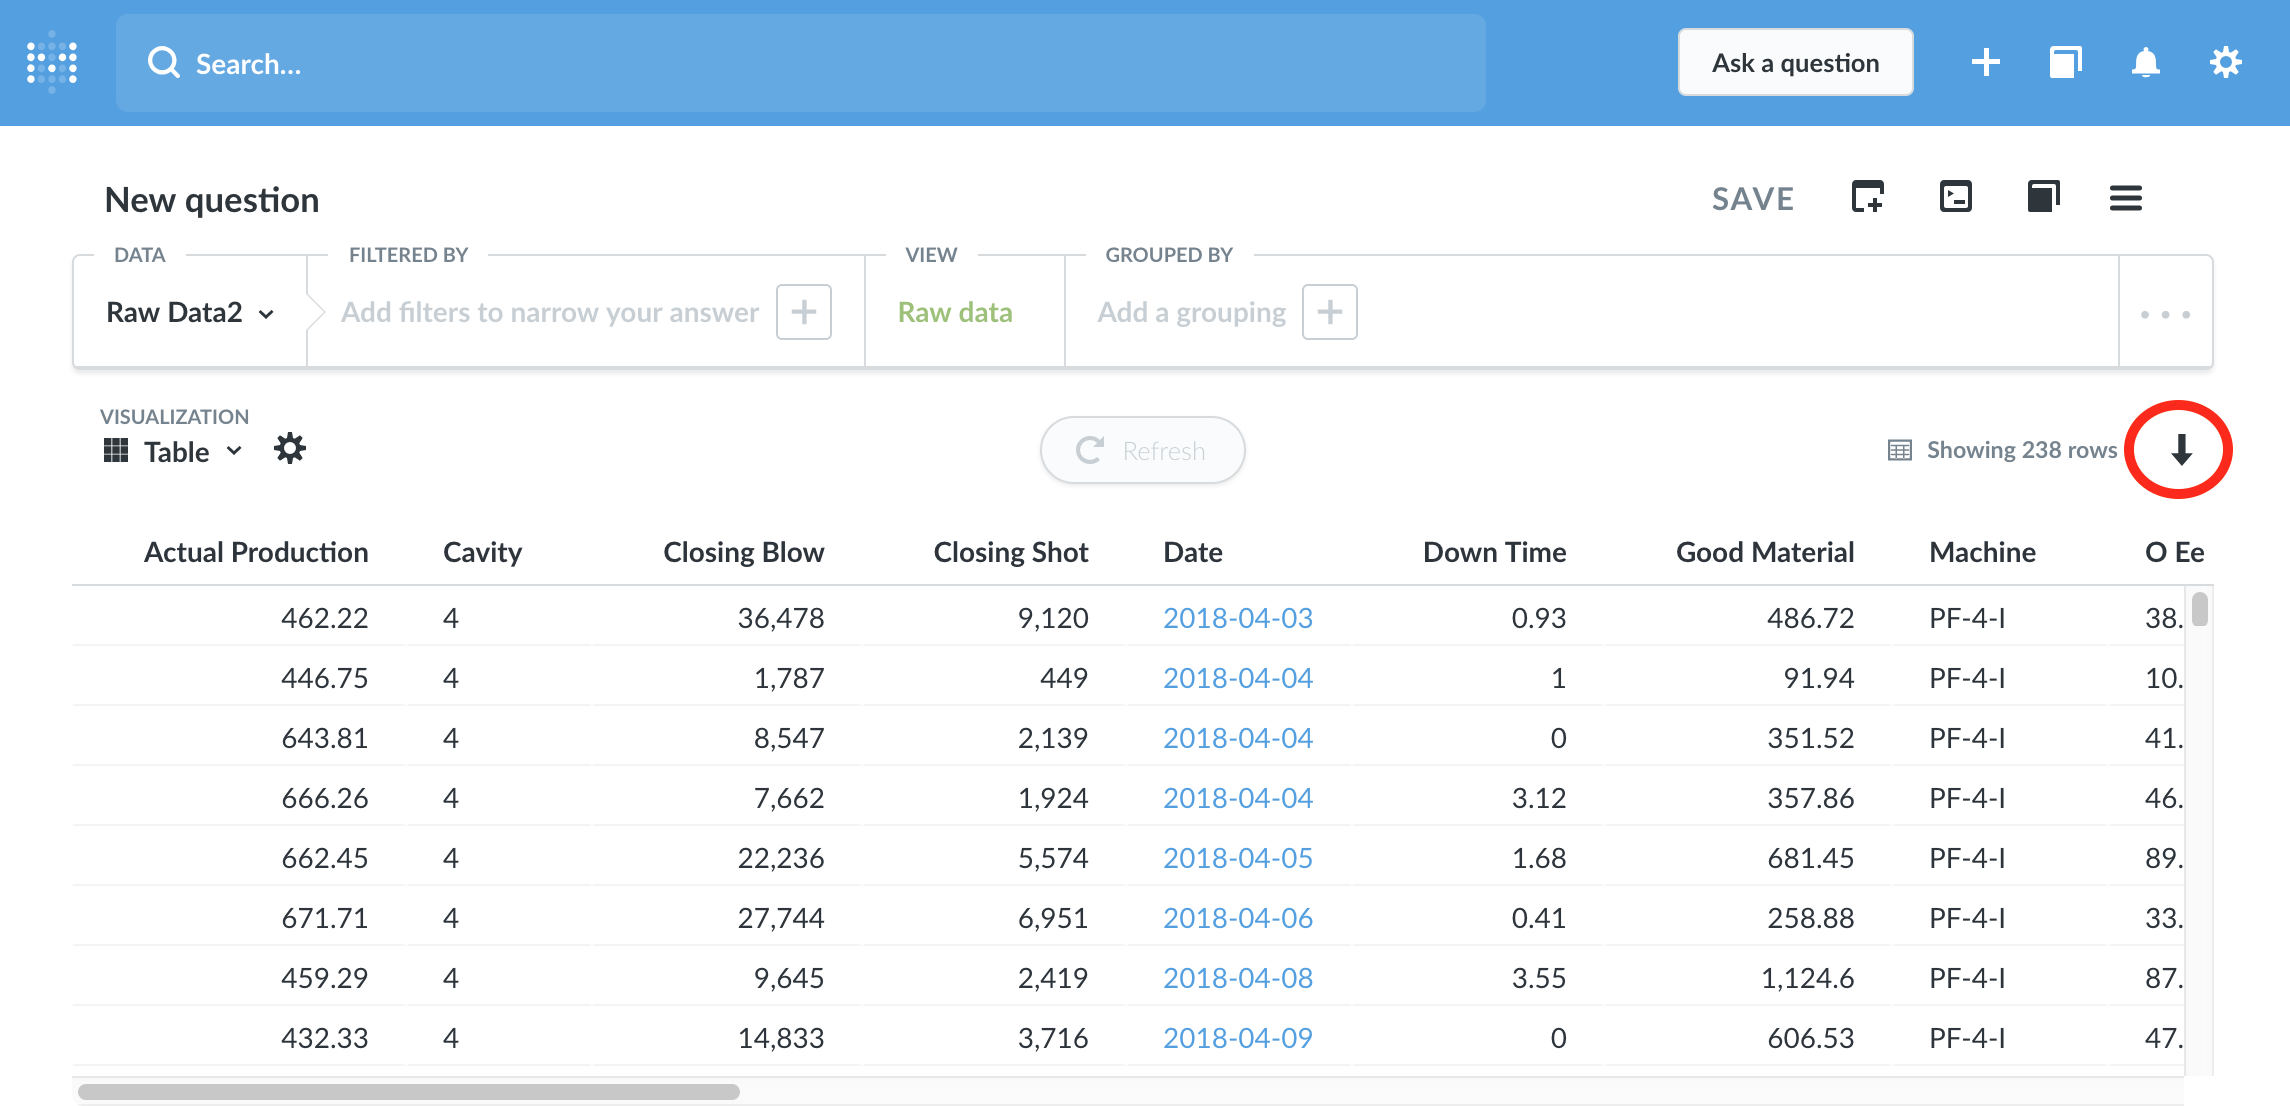 Search...
Ask a question
New question
SAVE
DATA FILTERED BY VIEW GROUPED BY
Raw Data2 Add filters to narrow your answer Raw data Add a grouping
VISUALIZATION
Table Refresh Showing 238 rows
Actual Production Cavity Closing Blow Closing Shot Date Down Time Good Material Machine O Ee
462.22 4 36,478 9,120 2018-04-03 0.93 486.72 PF-4-I 38.
446.75 4 1,787 449 2018-04-04 1 91.94 PF-4-I 10.
643.81 4 8,547 2,139 2018-04-04 0 351.52 PF-4-I 41.
666.26 4 7,662 1,924 2018-04-04 3.12 357.86 PF-4-I 46.
662.45 4 22,236 5,574 2018-04-05 1.68 681.45 PF-4-I 89.
671.71 4 27,744 6,951 2018-04-06 0.41 258.88 PF-4-I 33.
459.29 4 9,645 2,419 2018-04-08 3.55 1,124.6 PF-4-I 87.
432.33 4 14,833 3,716 2018-04-09 0 606.53 PF-4-I 47.